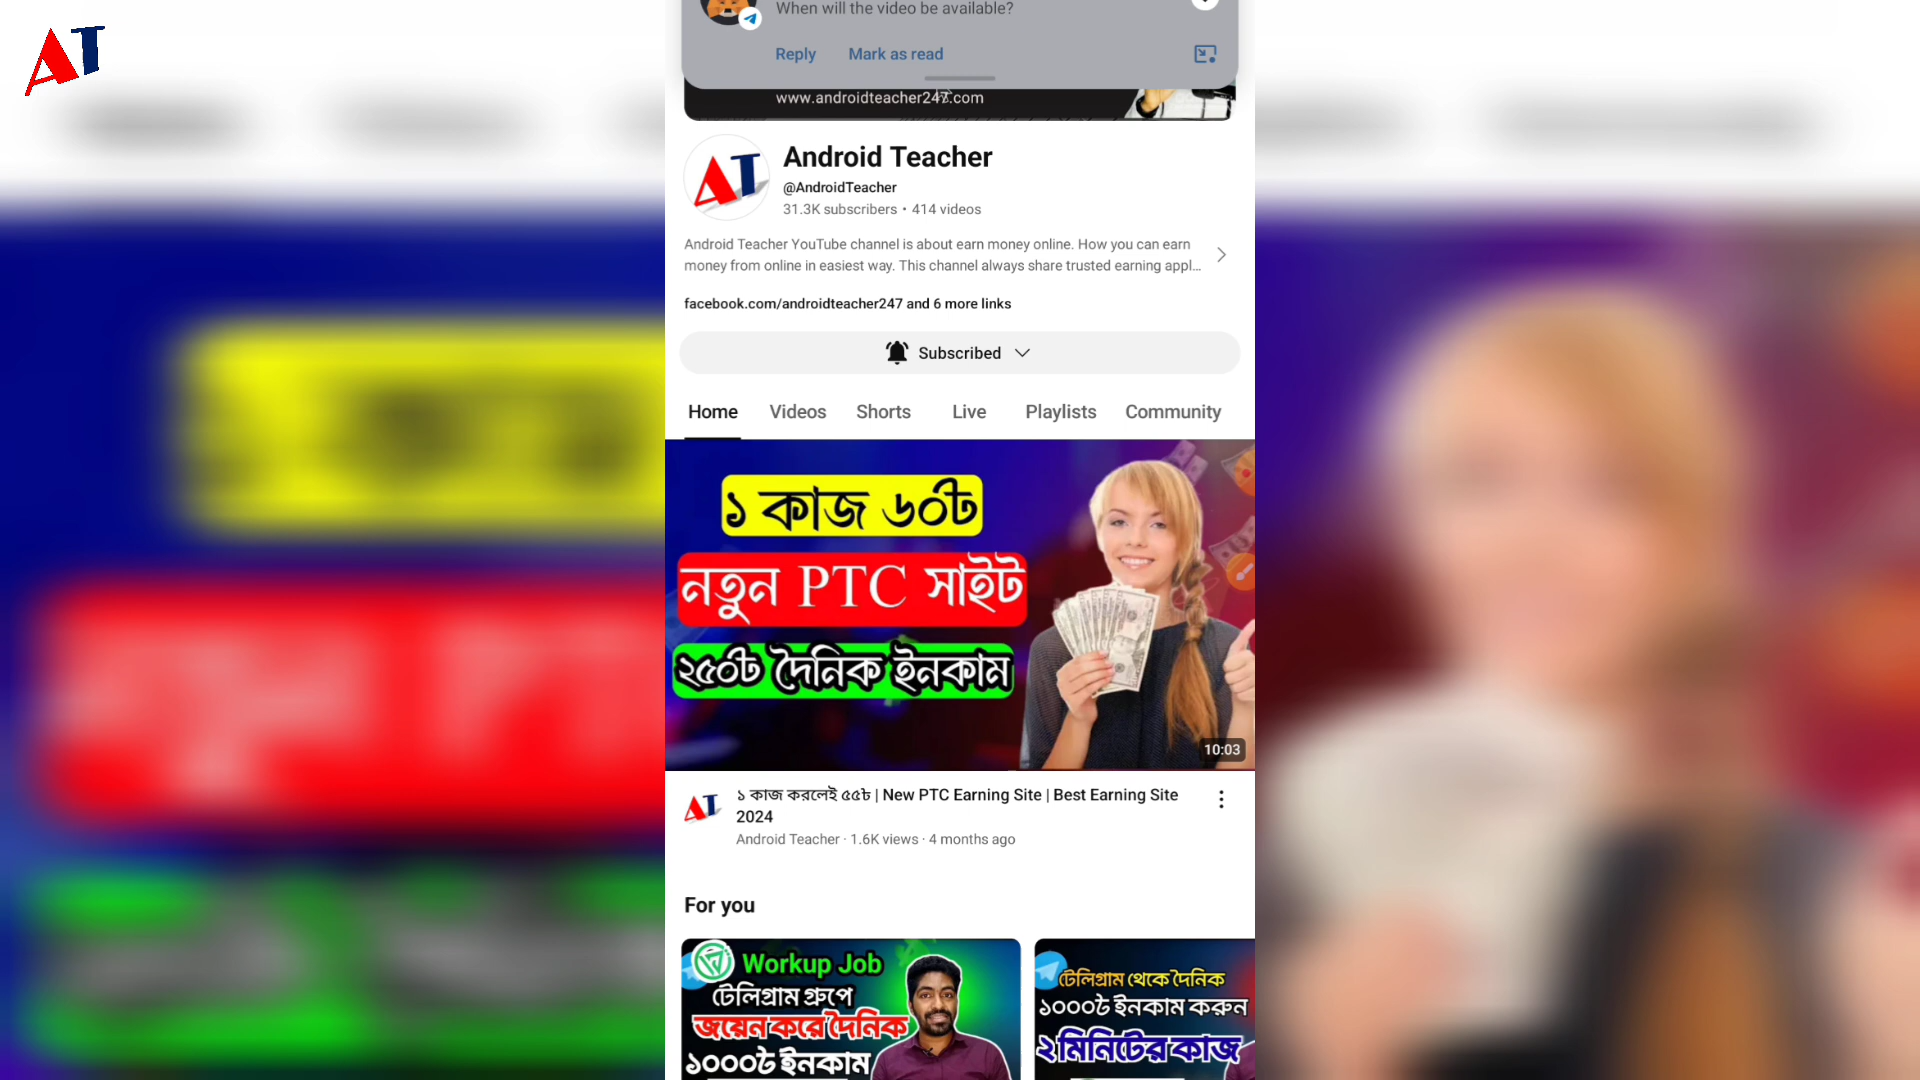 AT
When will the video be available?
Reply Mark as read
www.androidteacher247.com
AT
Android Teacher
@AndroidTeacher
31.3K subscribers • 414 videos
Android Teacher YouTube channel is about earn money online. How you can earn
money from online in easiest way. This channel always share trusted earning appl...
facebook.com/androidteacher247 and 6 more links
Subscribed
Home Videos Shorts Live Playlists Community
১ কাজ ৬০৳
নতুন PTC সাইট
২৫০৳ দৈনিক ইনকাম
10:03
AT
১ কাজ করলেই ৫৫৳ | New PTC Earning Site | Best Earning Site
2024
Android Teacher · 1.6K views · 4 months ago
For you
Workup Job
টেলিগ্রাম গ্রুপে
জয়েন করে দৈনিক
১০০০৳ ইনকাম
টেলিগ্রাম থেকে দৈনিক
১০০০৳ ইনকাম করুন
২ মিনিটের কাজ